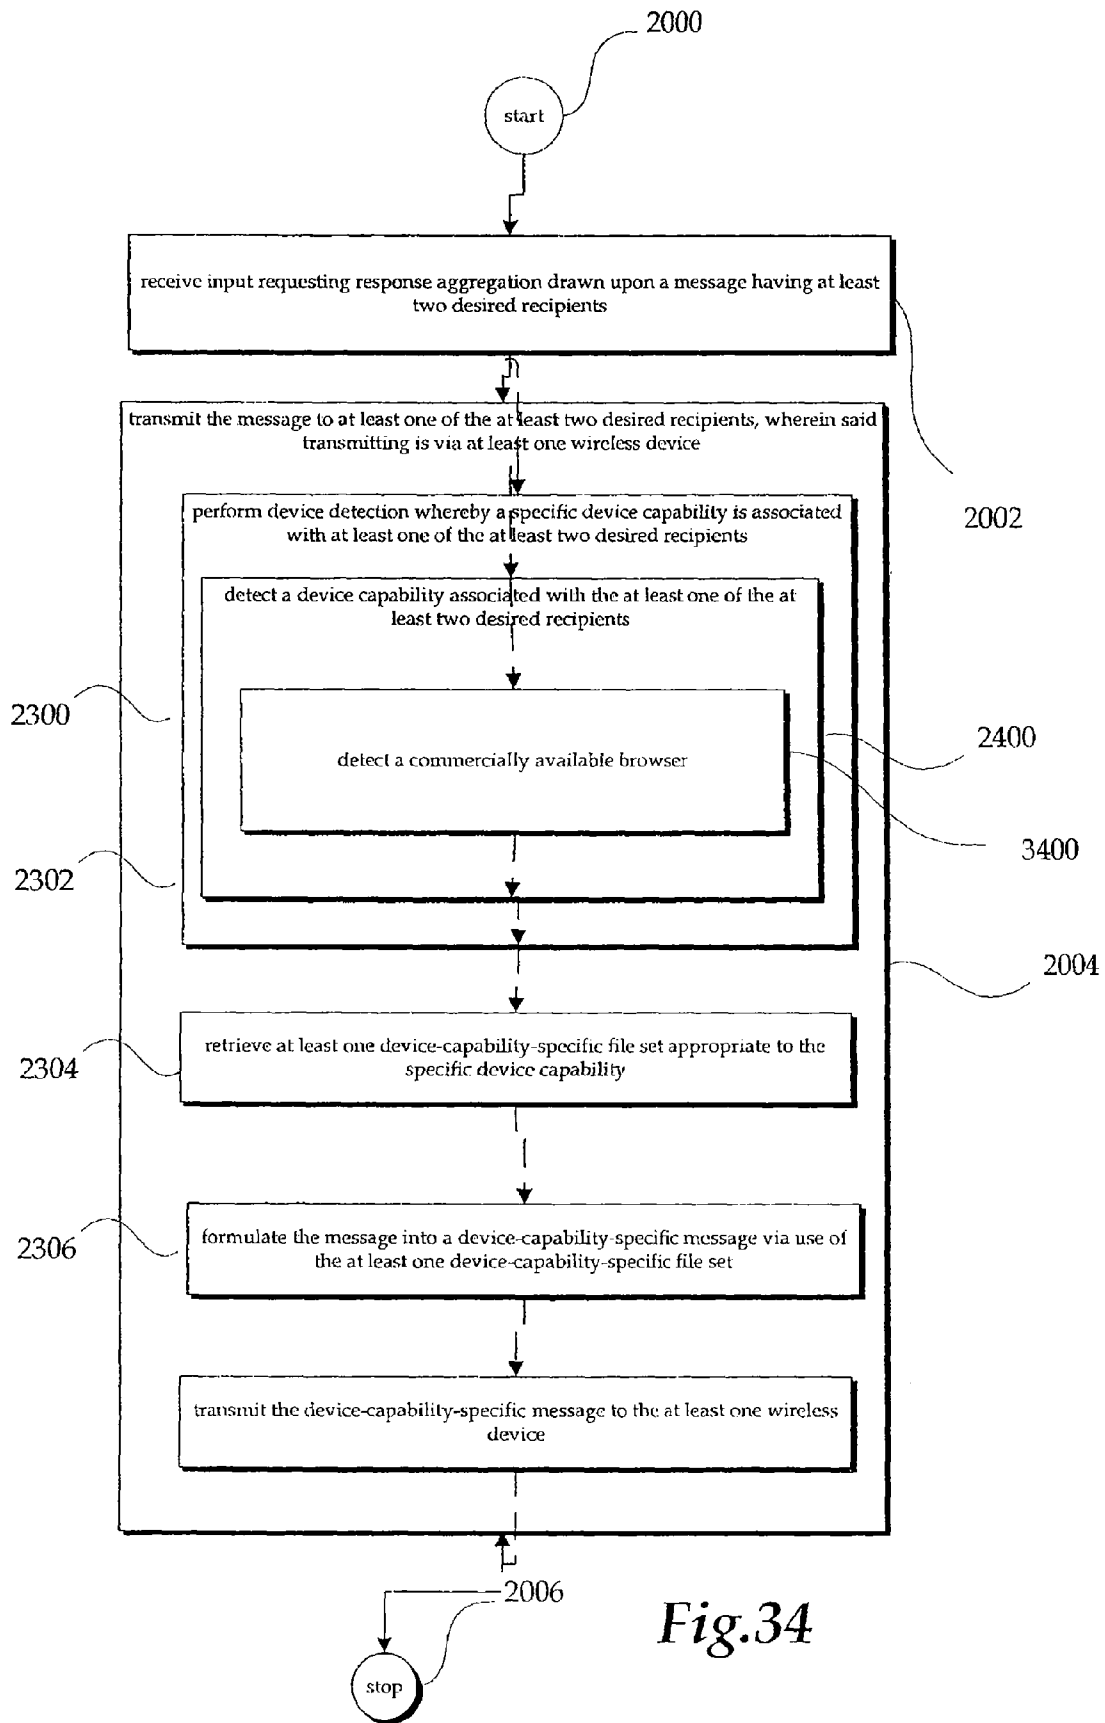 2000
start
receive input requesting response aggregation drawn upon a message having at least
two desired recipients
2002
transmit the message to at least one of the at least two desired recipients, wherein said
transmitting is via at least one wireless device
perform device detection whereby a specific device capability is associated
with at least one of the at least two desired recipients
detect a device capability associated with the at least one of the at
least two desired recipients
2300
2400
detect a commercially available browser
3400
2302
2004
retrieve at least one device-capability-specific file set appropriate to the
specific device capability
2304
formulate the message into a device-capability-specific message via use of
the at least one device-capability-specific file set
2306
transmit the device-capability-specific message to the at least one wireless
device
2006
Fig.34
stop